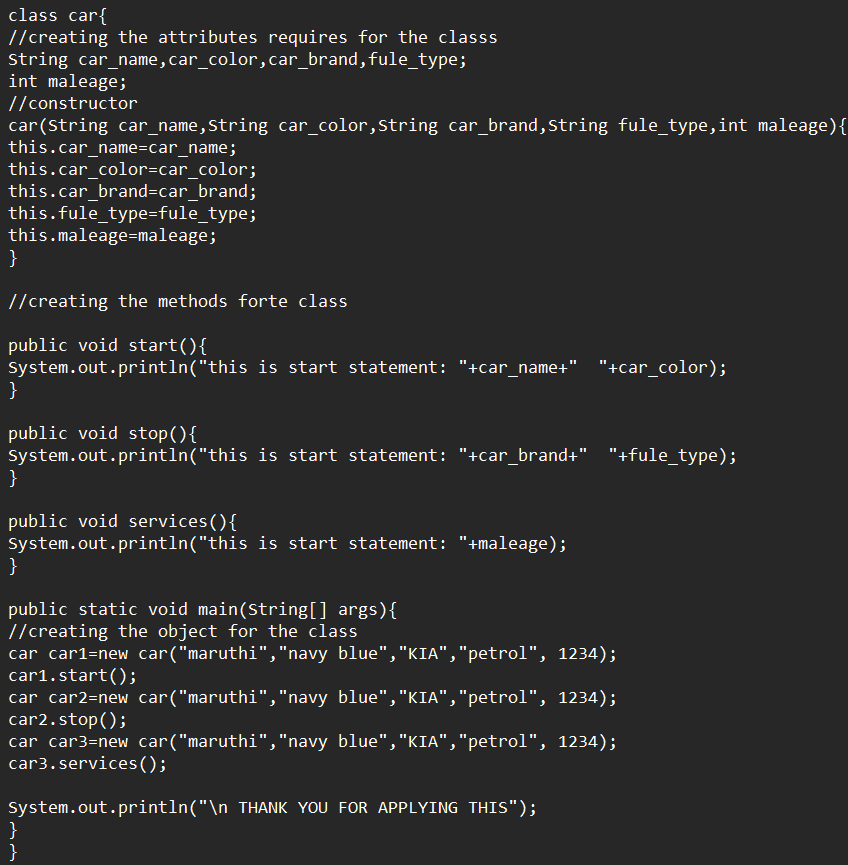 class car{
//creating the attributes requires for the classs
String car_name,car_color,car_brand,fule_type;
int maleage;
//constructor
car(String car_name,String car_color,String car_brand,String fule_type,int maleage){
this.car_name=car_name;
this.car_color=car_color;
this.car_brand=car_brand;
this.fule_type=fule_type;
this.maleage=maleage;
}

//creating the methods forte class

public void start(){
System.out.println("this is start statement: "+car_name+"  "+car_color);
}

public void stop(){
System.out.println("this is start statement: "+car_brand+"  "+fule_type);
}

public void services(){
System.out.println("this is start statement: "+maleage);
}

public static void main(String[] args){
//creating the object for the class
car car1=new car("maruthi","navy blue","KIA","petrol", 1234);
car1.start();
car car2=new car("maruthi","navy blue","KIA","petrol", 1234);
car2.stop();
car car3=new car("maruthi","navy blue","KIA","petrol", 1234);
car3.services();

System.out.println("\n THANK YOU FOR APPLYING THIS");
}
}